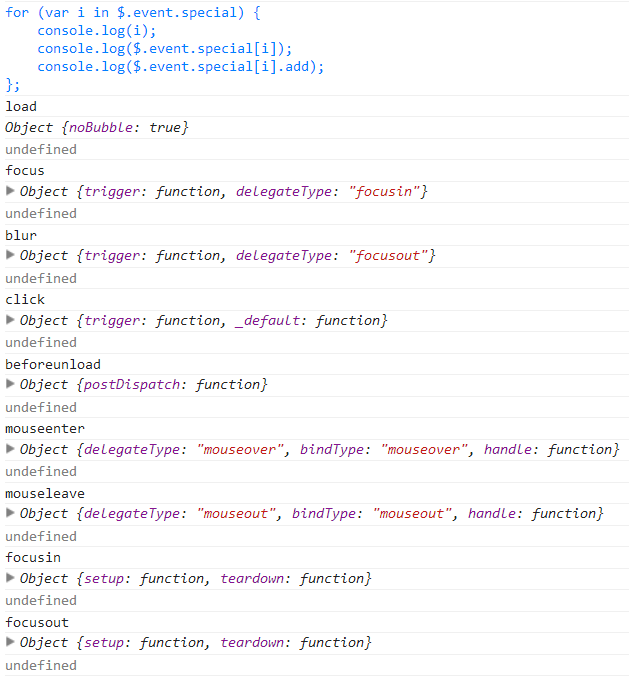 for (var i in $.event.special) {
    console.log(i);
    console.log($.event.special[i]);
    console.log($.event.special[i].add);
};
load
Object {noBubble: true}
undefined
focus
Object {trigger: function, delegateType: "focusin"}
undefined
blur
Object {trigger: function, delegateType: "focusout"}
undefined
click
Object {trigger: function, _default: function}
undefined
beforeunload
Object {postDispatch: function}
undefined
mouseenter
Object {delegateType: "mouseover", bindType: "mouseover", handle: function}
undefined
mouseleave
Object {delegateType: "mouseout", bindType: "mouseout", handle: function}
undefined
focusin
Object {setup: function, teardown: function}
undefined
focusout
Object {setup: function, teardown: function}
undefined